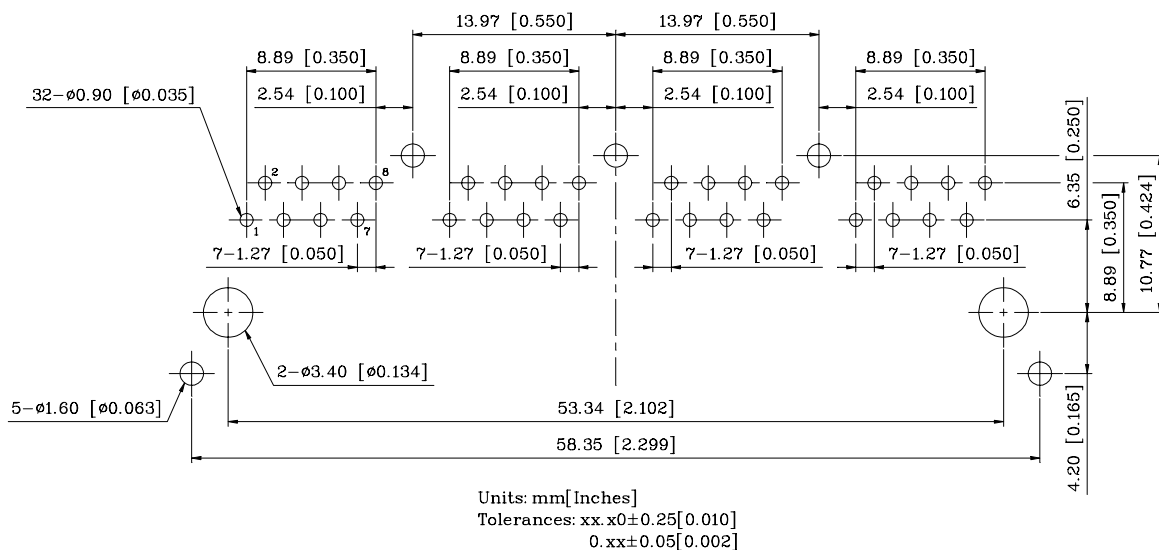 13.97 [0.550] 13.97 [0.550]
8.89 [0.350] 8.89 [0.350] 8.89 [0.350] 8.89 [0.350]
32-ø0.90 [ø0.035] 2.54 [0.100] 2.54 [0.100] 2.54 [0.100] 2.54 [0.100]
2 8
1 7
7-1.27 [0.050] 7-1.27 [0.050] 7-1.27 [0.050] 7-1.27 [0.050]
6.35 [0.250]
8.89 [0.350]
10.77 [0.424]
2-ø3.40 [ø0.134]
5-ø1.60 [ø0.063]
53.34 [2.102]
58.35 [2.299]
4.20 [0.165]
Units: mm[Inches]
Tolerances: xx.x0±0.25[0.010]
0.xx±0.05[0.002]